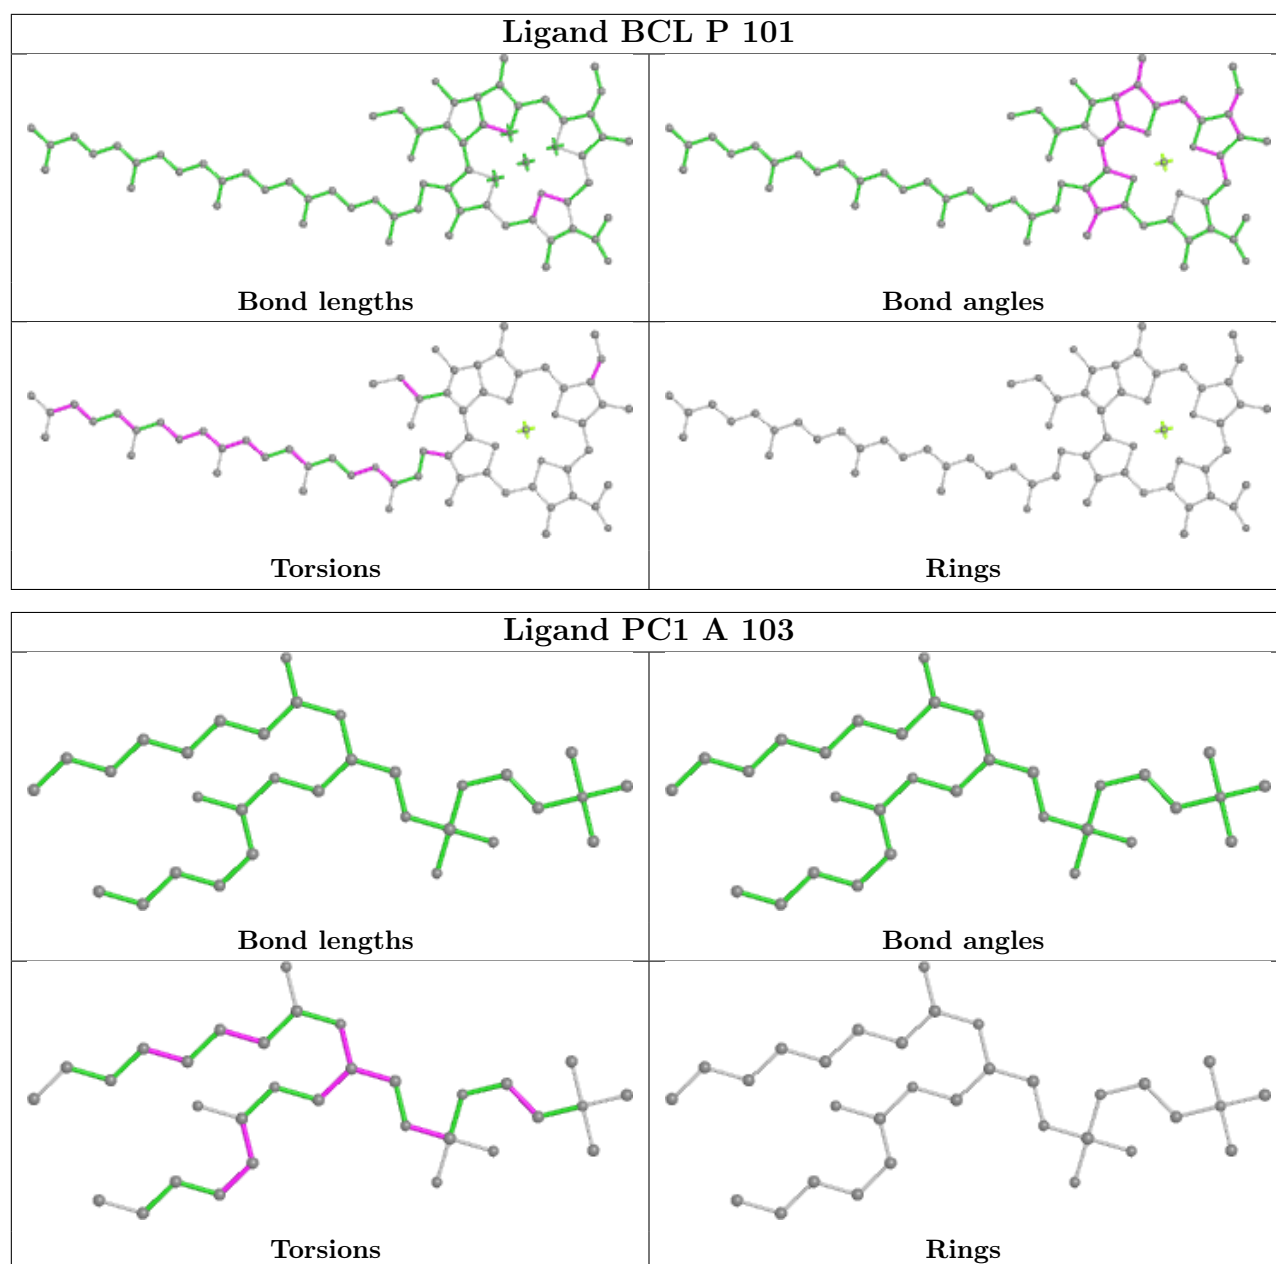 Ligand BCL P 101
Bond lengths
Bond angles
Torsions
Rings
Ligand PC1 A 103
Bond lengths
Bond angles
Torsions
Rings